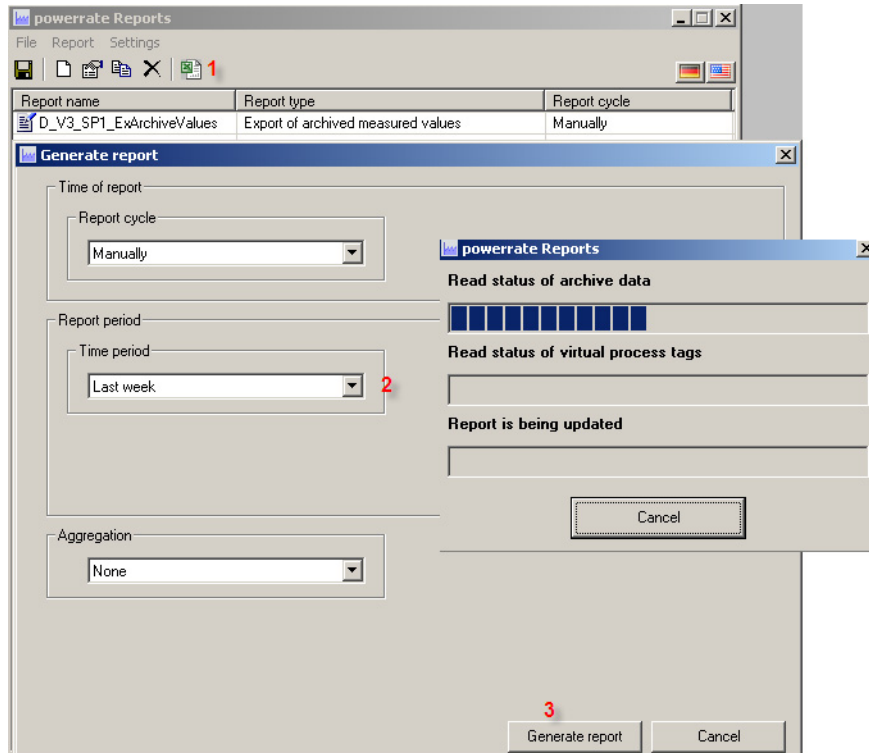 powerrate Reports
File Report Settings
1
Report name Report type Report cycle
D_V3_SP1_ExArchiveValues Export of archived measured values Manually
Generate report
Time of report
Report cycle
Manually
powerrate Reports
Read status of archive data
Read status of virtual process tags
Report is being updated
Cancel
Report period
Time period
Last week 2
Aggregation
None
3
Generate report Cancel